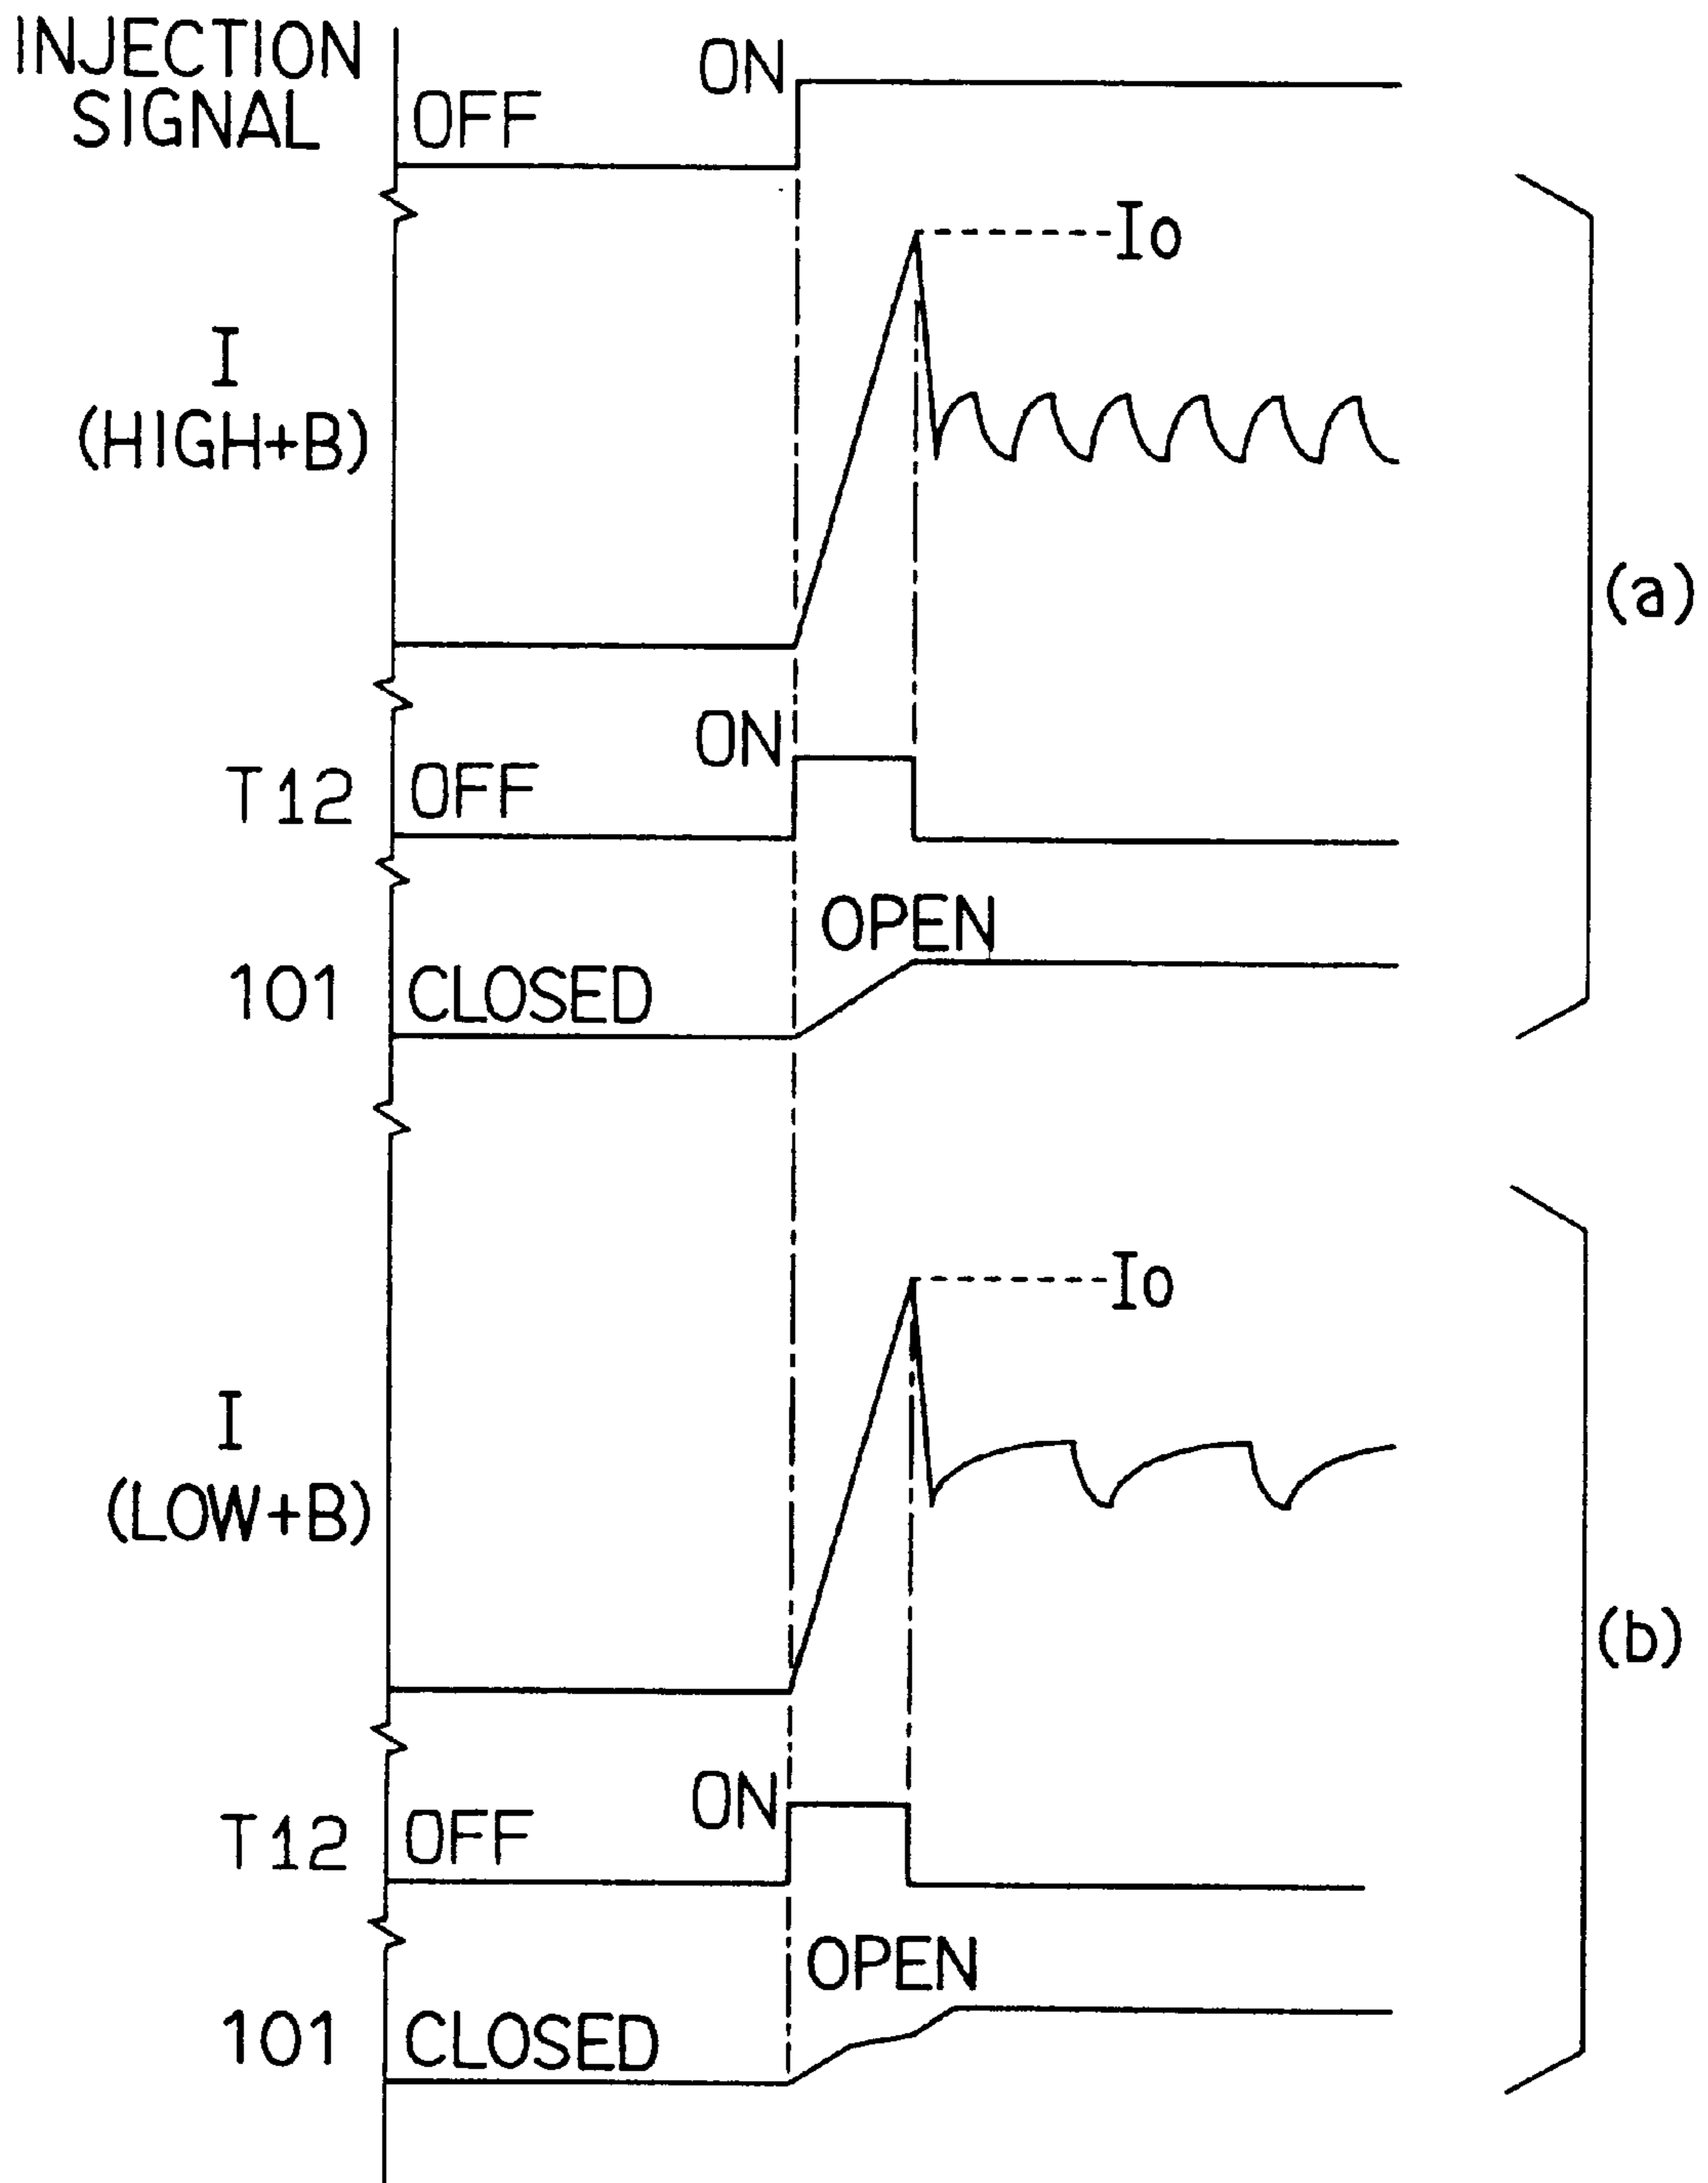 INJECTION
SIGNAL
OFF
ON
Io
I
(HIGH+B)
(a)
ON
T12
OFF
OPEN
101
CLOSED
Io
I
(LOW+B)
(b)
ON
T12
OFF
OPEN
101
CLOSED